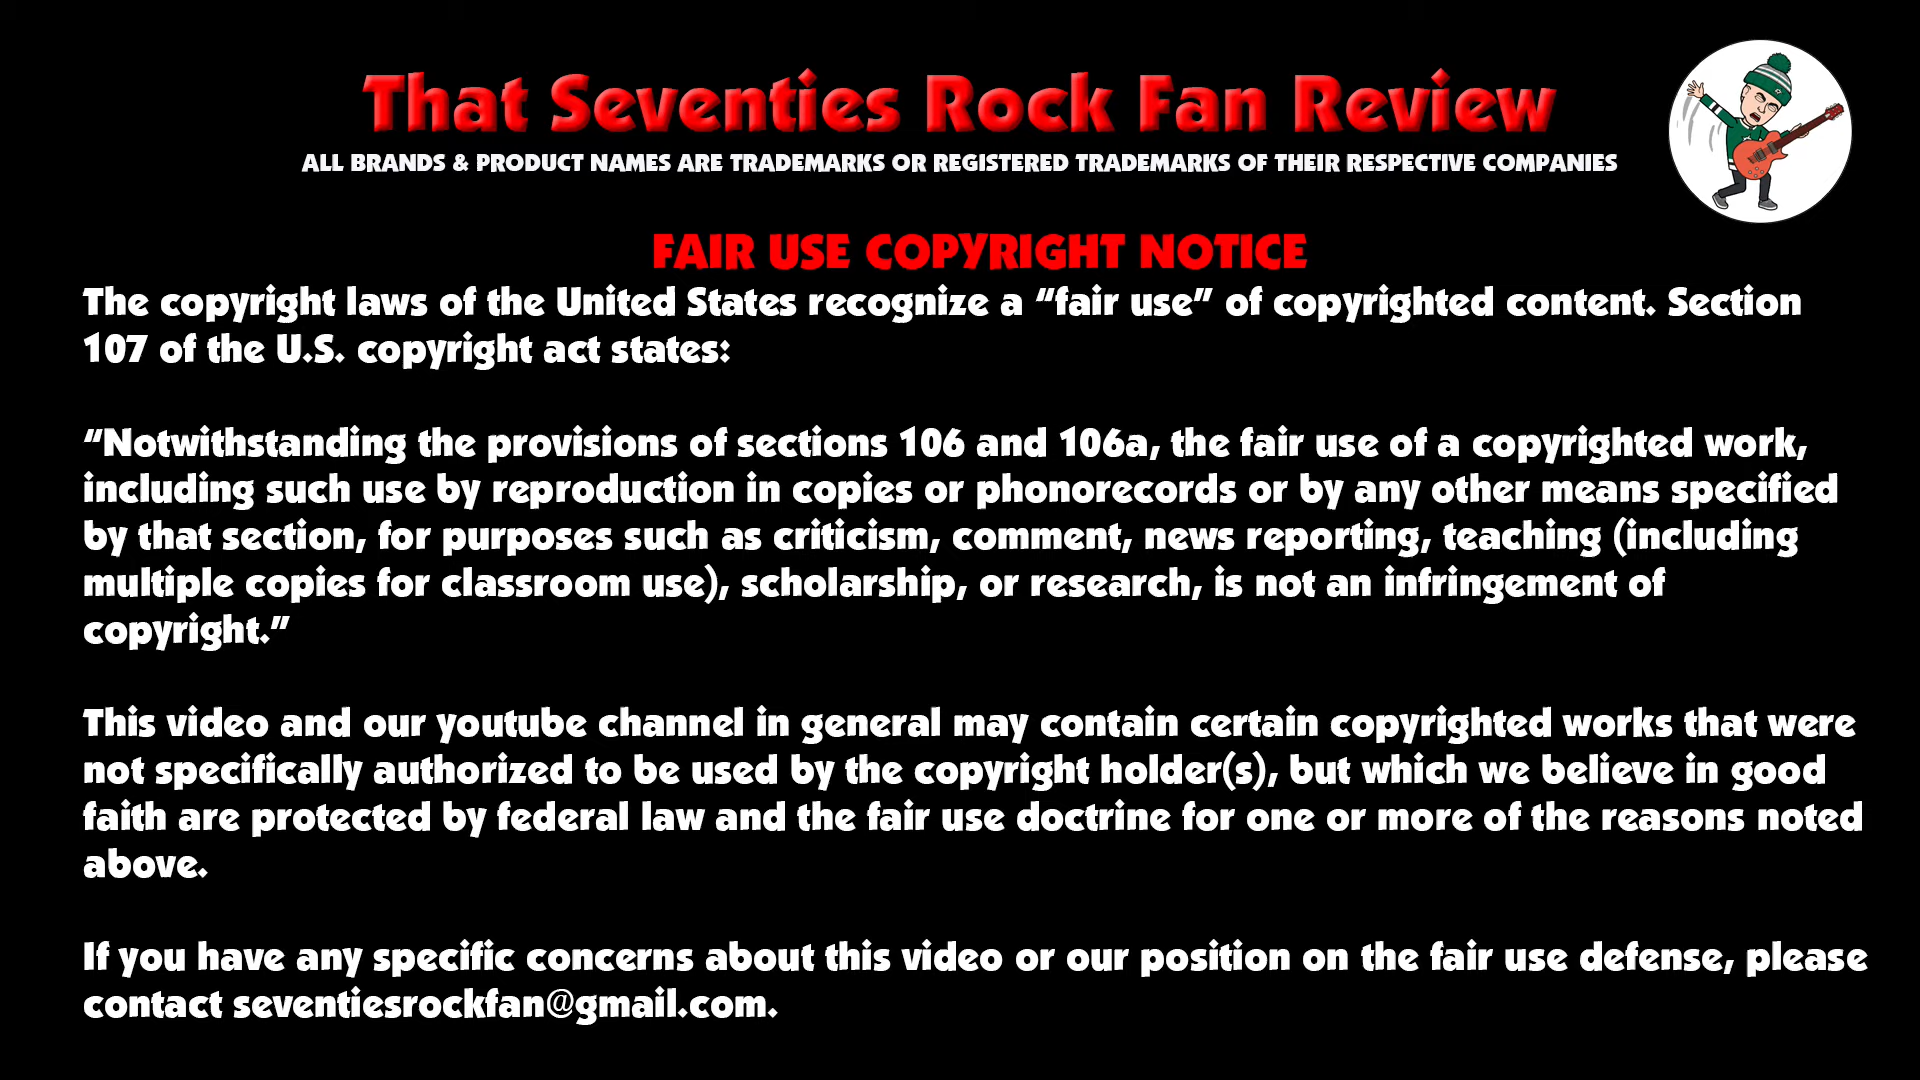 That Seventies Rock Fan Review
ALL BRANDS & PRODUCT NAMES ARE TRADEMARKS OR REGISTERED TRADEMARKS OF THEIR RESPECTIVE COMPANIES
FAIR USE COPYRIGHT NOTICE
The copyright laws of the United States recognize a “fair use” of copyrighted content. Section
107 of the U.S. copyright act states:
“Notwithstanding the provisions of sections 106 and 106a, the fair use of a copyrighted work,
including such use by reproduction in copies or phonorecords or by any other means specified
by that section, for purposes such as criticism, comment, news reporting, teaching (including
multiple copies for classroom use), scholarship, or research, is not an infringement of
copyright.”
This video and our youtube channel in general may contain certain copyrighted works that were
not specifically authorized to be used by the copyright holder(s), but which we believe in good
faith are protected by federal law and the fair use doctrine for one or more of the reasons noted
above.
If you have any specific concerns about this video or our position on the fair use defense, please
contact seventiesrockfan@gmail.com.